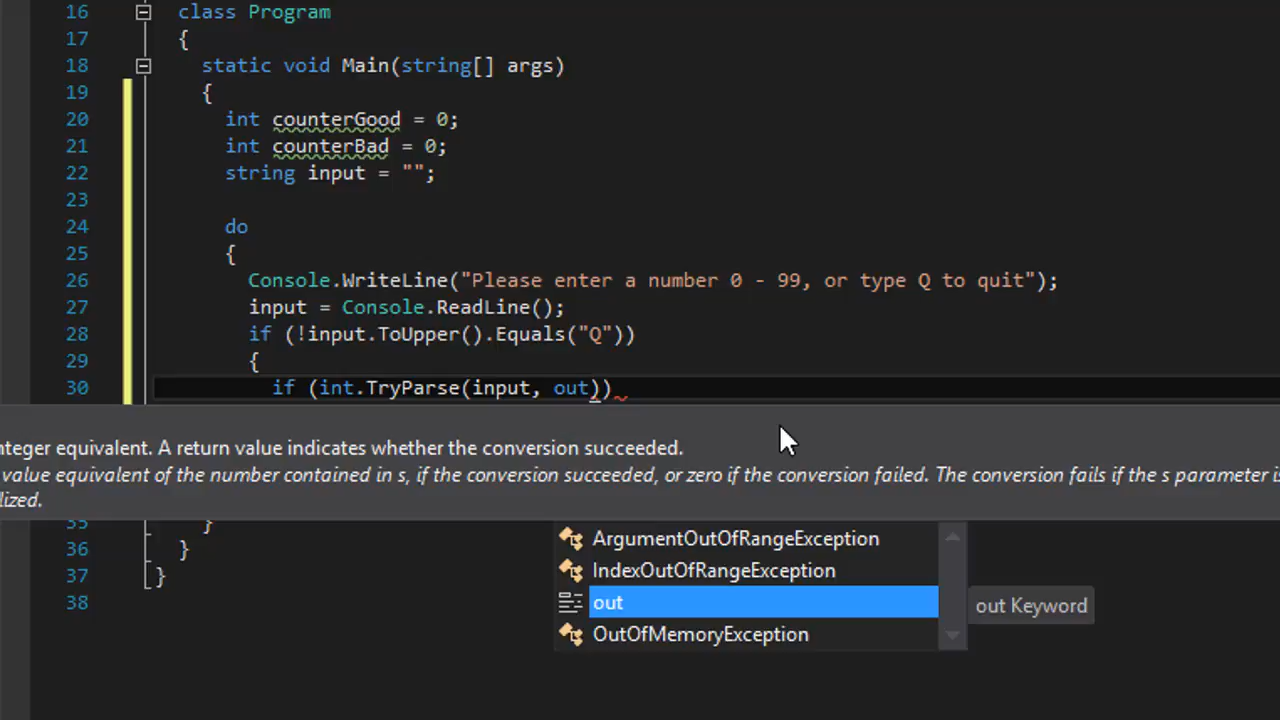 16 class Program
17 {
18 static void Main(string[] args)
19 {
20 int counterGood = 0;
21 int counterBad = 0;
22 string input = "";
23
24 do
25 {
26 Console.WriteLine("Please enter a number 0 - 99, or type Q to quit");
27 input = Console.ReadLine();
28 if (!input.ToUpper().Equals("Q"))
29 {
30 if (int.TryParse(input, out))
nteger equivalent. A return value indicates whether the conversion succeeded.
value equivalent of the number contained in s, if the conversion succeeded, or zero if the conversion failed. The conversion fails if the s parameter is
lized.
35 }
36 }
37 }
38
ArgumentOutOfRangeException
IndexOutOfRangeException
out
out Keyword
OutOfMemoryException